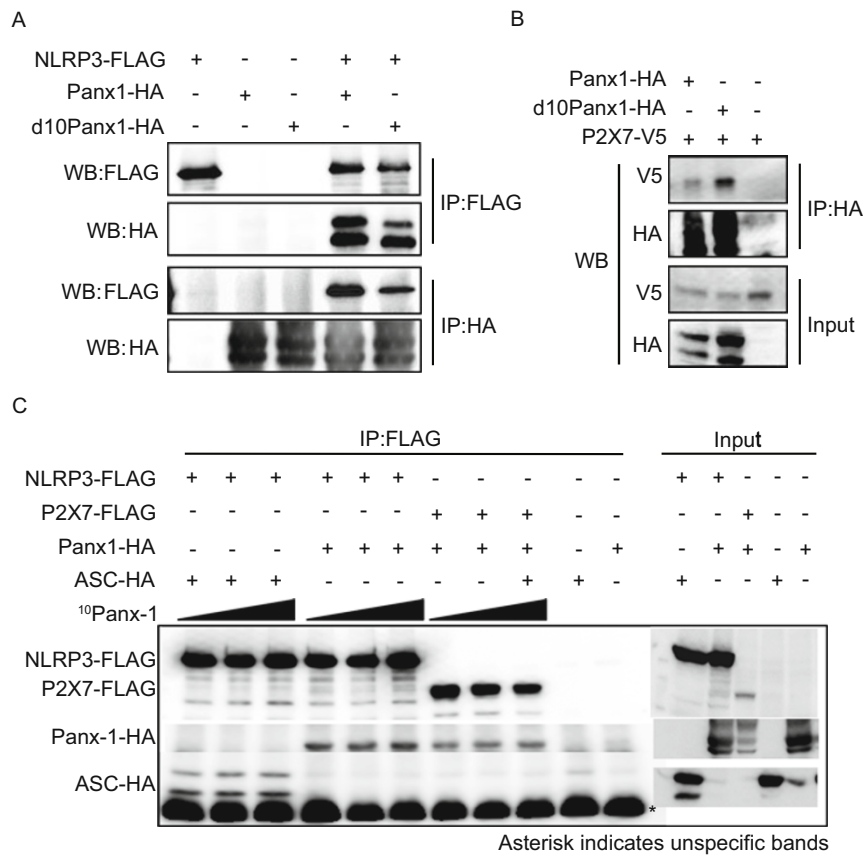 A
NLRP3-FLAG + - - + +
Panx1-HA - + - + -
d10Panx1-HA - - + - +
WB:FLAG
WB:HA
IP:FLAG
WB:FLAG
WB:HA
IP:HA
B
Panx1-HA + - -
d10Panx1-HA - + -
P2X7-V5 + + +
WB
V5
HA
IP:HA
V5
HA
Input
C
IP:FLAG Input
NLRP3-FLAG + + + + + + - - - - - + + - - -
P2X7-FLAG - - - - - - + + + - - - - + - -
Panx1-HA - - - + + + + + + - + - + + - +
ASC-HA + + + - - - - - + + - + - - + -
10Panx-1
NLRP3-FLAG
P2X7-FLAG
Panx-1-HA
ASC-HA
*
Asterisk indicates unspecific bands